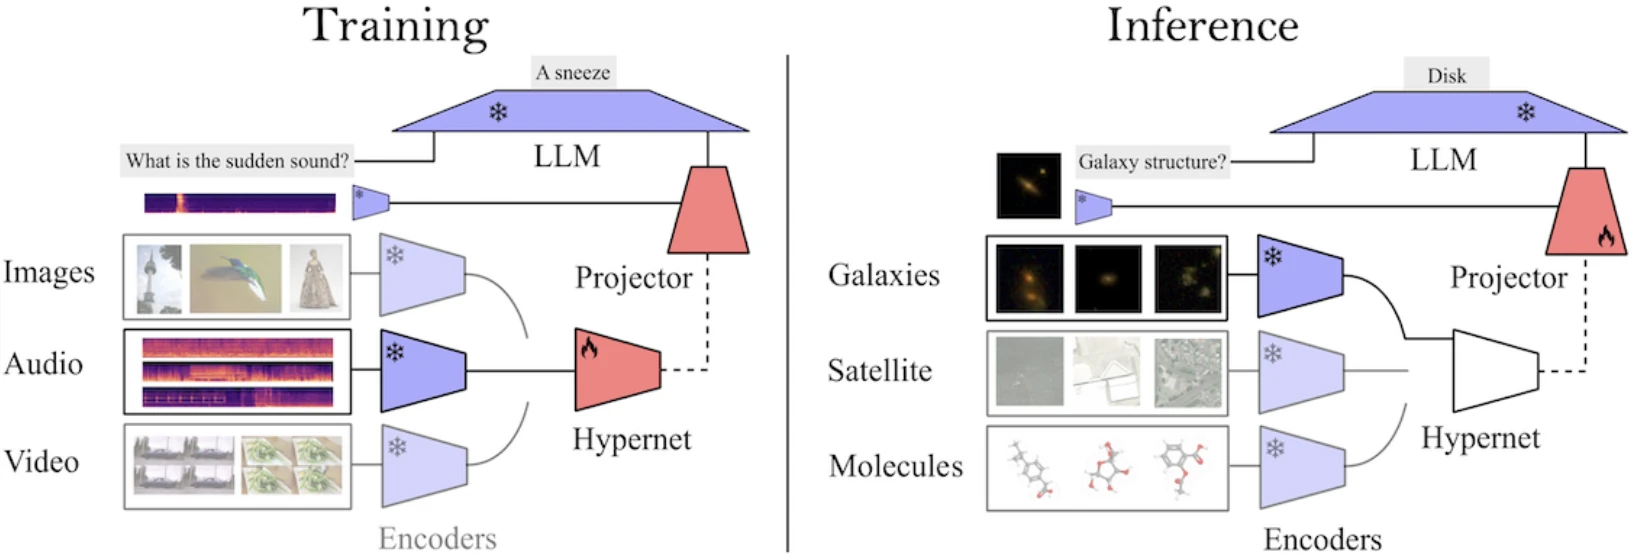 Training
A sneeze
What is the sudden sound?
LLM
Images
Projector
Audio
Hypernet
Video
Encoders
Inference
Disk
Galaxy structure?
LLM
Galaxies
Projector
Satellite
Hypernet
Molecules
Encoders